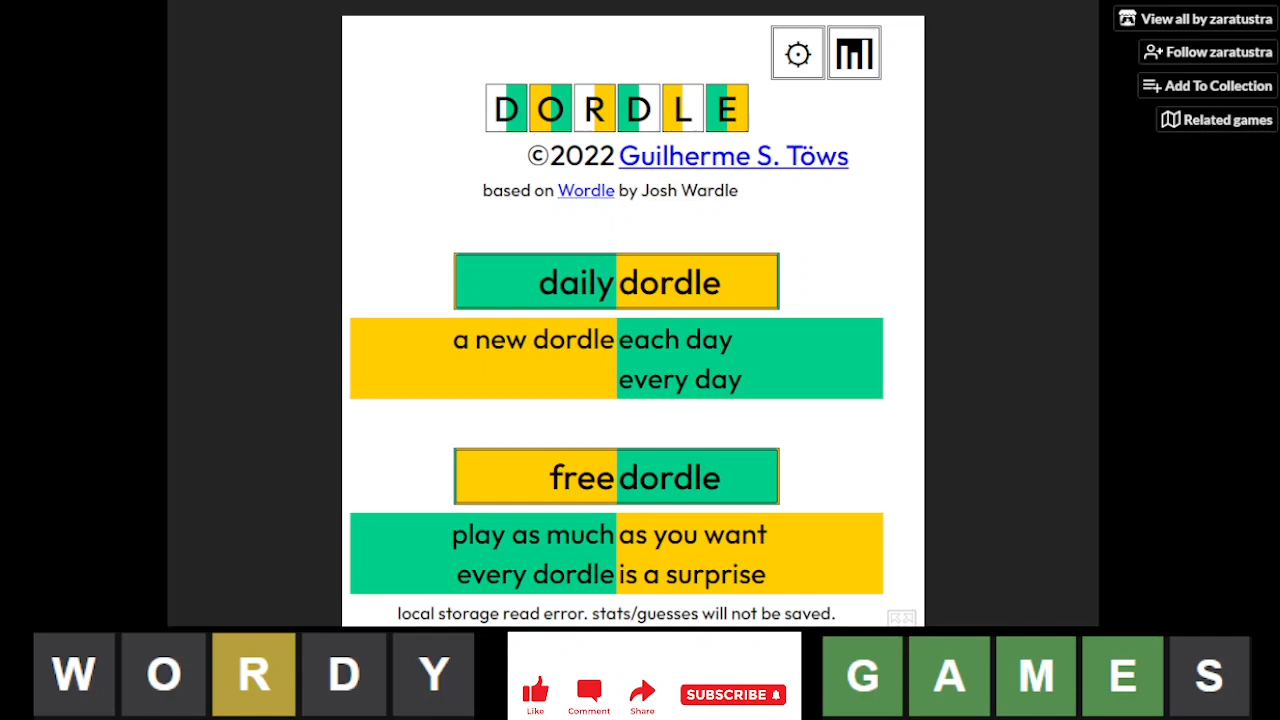 View all by zaratustra
Follow zaratustra
Add To Collection
Related games
DORDLE
©2022 Guilherme S. Töws
based on Wordle by Josh Wardle
daily dordle
a new dordle each day
every day
free dordle
play as much as you want
every dordle is a surprise
local storage read error. stats/guesses will not be saved.
WORDY
Like
Comment
Share
SUBSCRIBE
GAMES